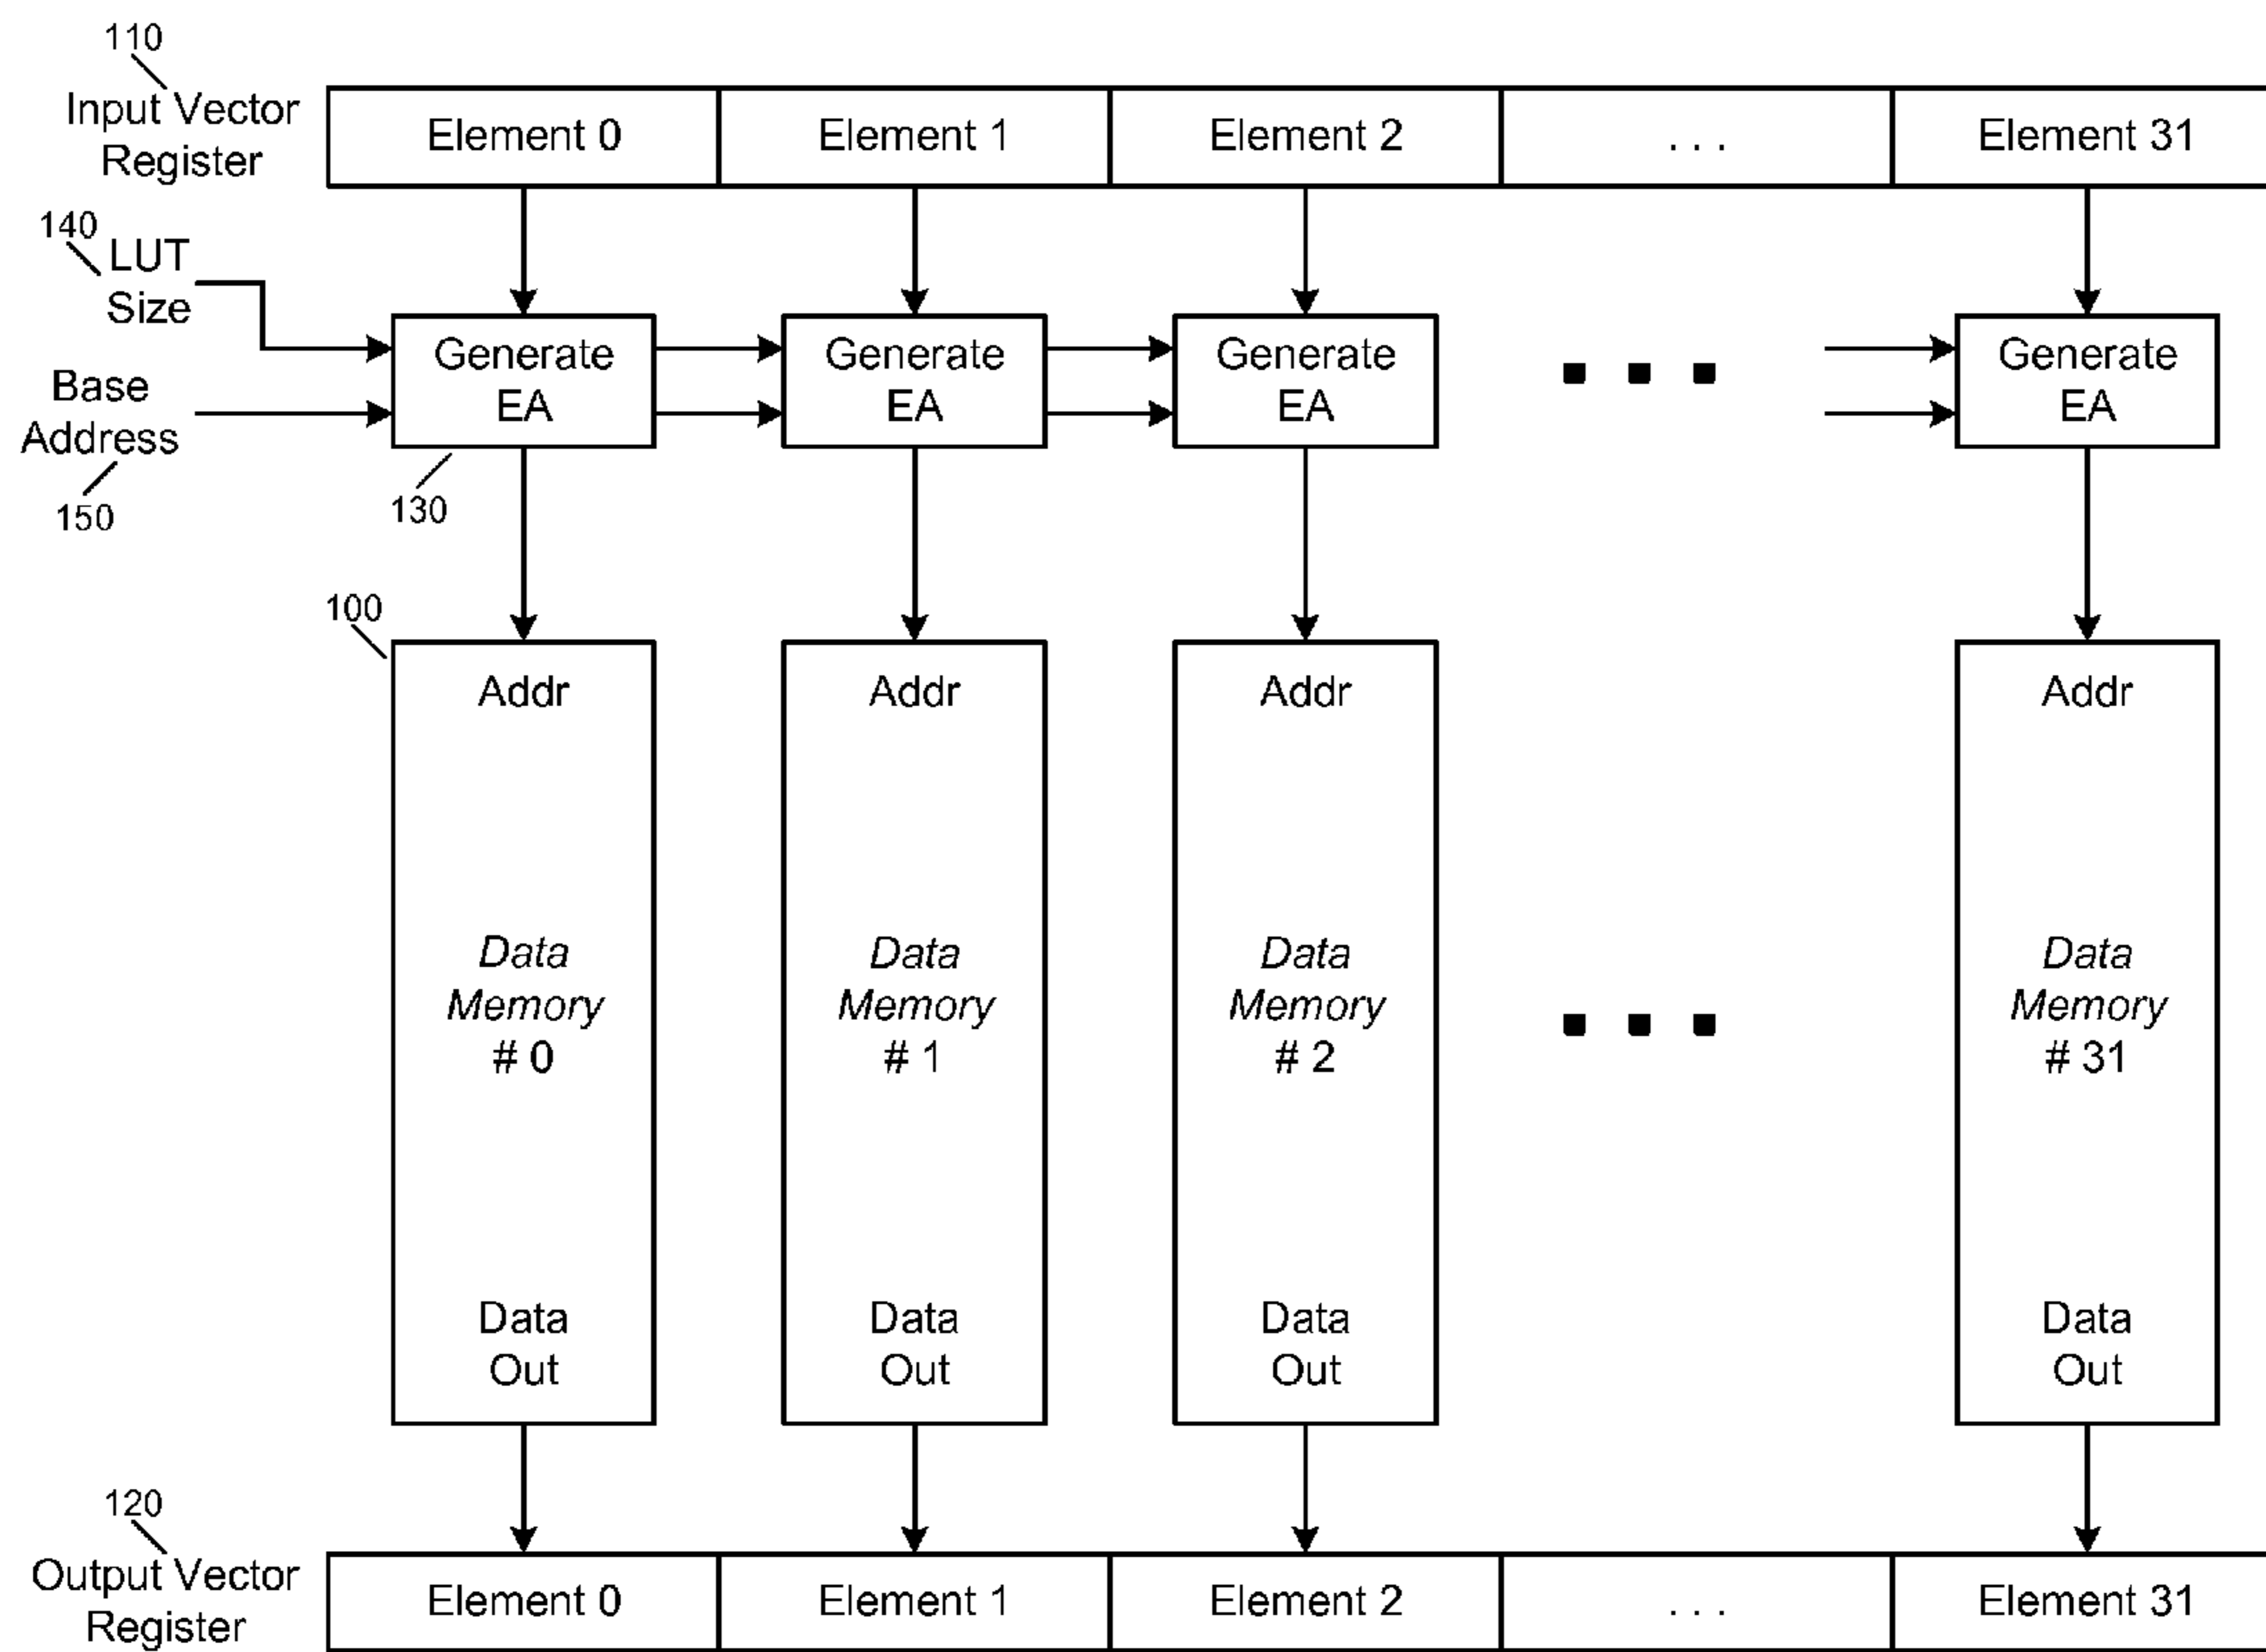 110
Input Vector
Register
Element 0
Element 1
Element 2
. . .
Element 31
140
LUT
Size
Base
Address
150
Generate
EA
130
Generate
EA
Generate
EA
Generate
EA
100
Addr
Data
Memory
# 0
Data
Out
Addr
Data
Memory
# 1
Data
Out
Addr
Data
Memory
# 2
Data
Out
Addr
Data
Memory
# 31
Data
Out
120
Output Vector
Register
Element 0
Element 1
Element 2
. . .
Element 31